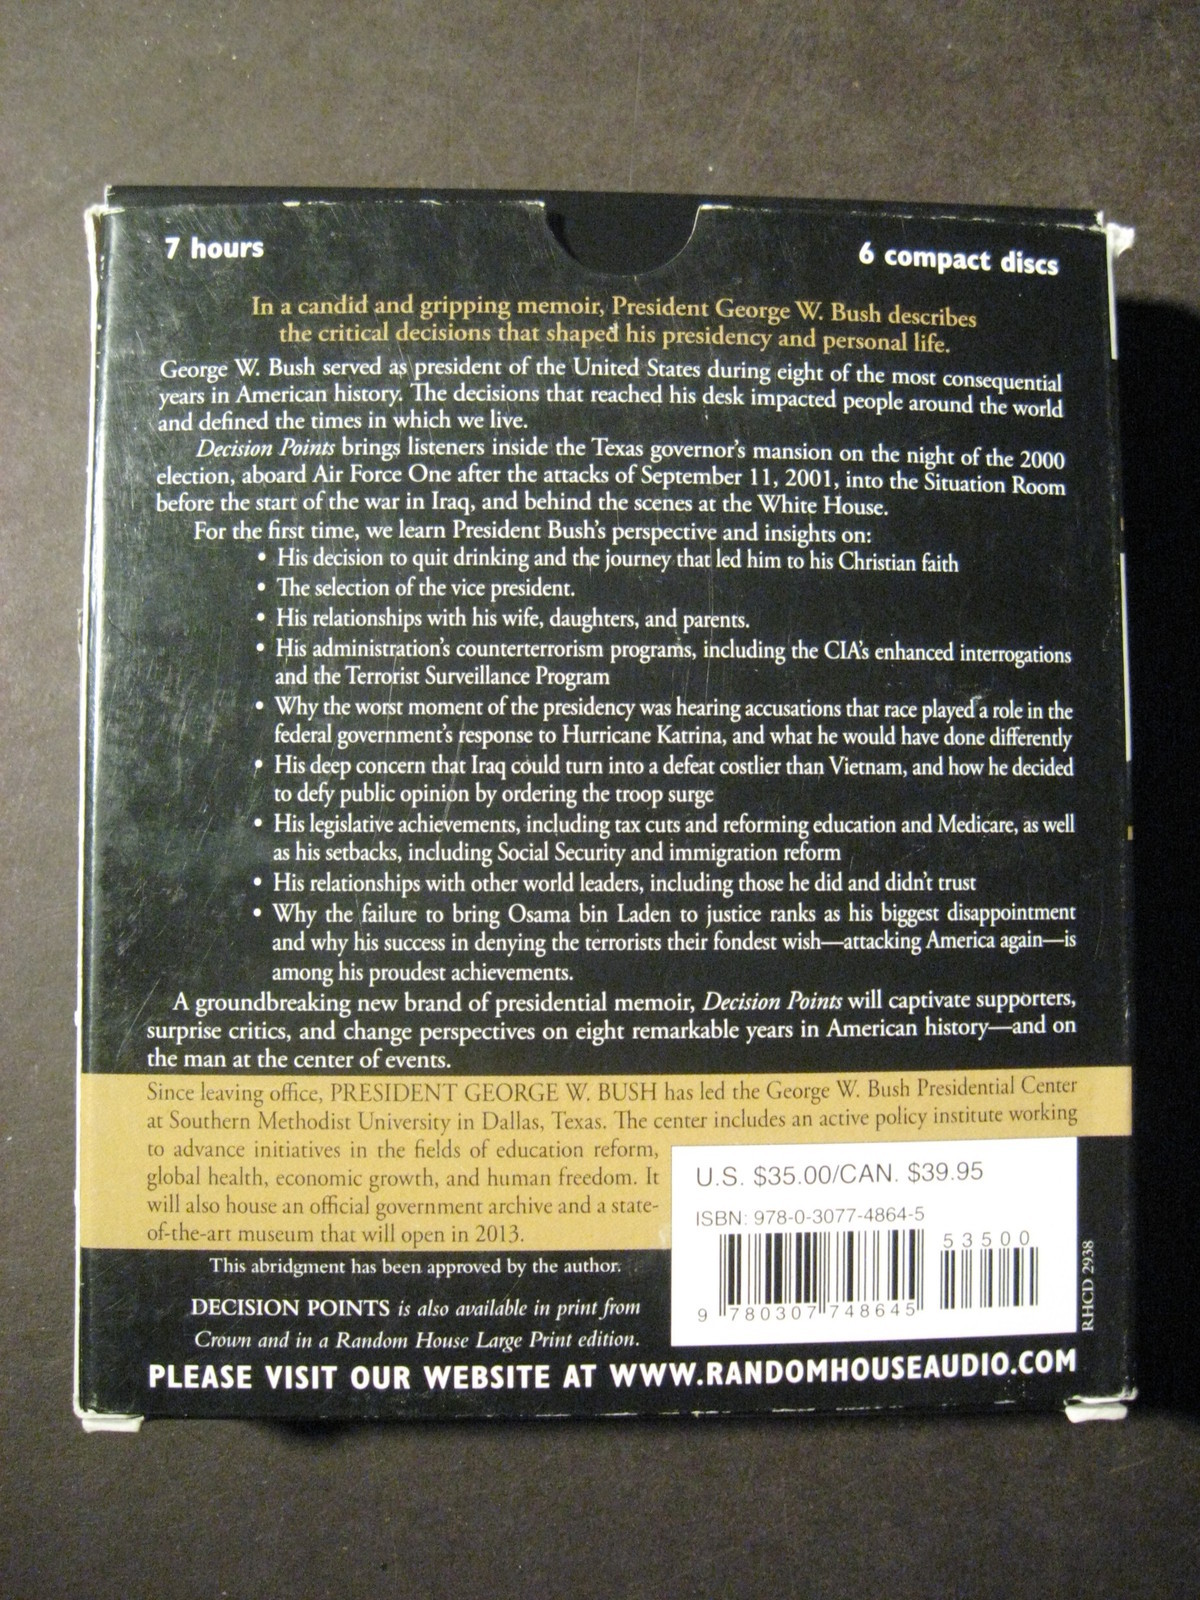 7 hours
6 compact discs
In a candid and gripping memoir, President George W. Bush describes
the critical decisions that shaped his presidency and personal life.
George W. Bush served as president of the United States during eight of the most consequential
years in American history. The decisions that reached his desk impacted people around the world
and defined the times in which we live.
Decision Points brings listeners inside the Texas governor's mansion on the night of the 2000
election, aboard Air Force One after the attacks of September 11, 2001, into the Situation Room
before the start of the war in Iraq, and behind the scenes at the White House.
For the first time, we learn President Bush's perspective and insights on:
• His decision to quit drinking and the journey that led him to his Christian faith
• The selection of the vice president.
• His relationships with his wife, daughters, and parents.
• His administration's counterterrorism programs, including the CIA's enhanced interrogations
and the Terrorist Surveillance Program
• Why the worst moment of the presidency was hearing accusations that race played a role in the
federal government's response to Hurricane Katrina, and what he would have done differently
• His deep concern that Iraq could turn into a defeat costlier than Vietnam, and how he decided
to defy public opinion by ordering the troop surge
• His legislative achievements, including tax cuts and reforming education and Medicare, as well
as his setbacks, including Social Security and immigration reform
• His relationships with other world leaders, including those he did and didn't trust
• Why the failure to bring Osama bin Laden to justice ranks as his biggest disappointment
and why his success in denying the terrorists their fondest wish—attacking America again—is
among his proudest achievements.
A groundbreaking new brand of presidential memoir, Decision Points will captivate supporters,
surprise critics, and change perspectives on eight remarkable years in American history—and on
the man at the center of events.
Since leaving office, PRESIDENT GEORGE W. BUSH has led the George W. Bush Presidential Center
at Southern Methodist University in Dallas, Texas. The center includes an active policy institute working
to advance initiatives in the fields of education reform,
global health, economic growth, and human freedom. It
will also house an official government archive and a state-
of-the-art museum that will open in 2013.
This abridgment has been approved by the author.
DECISION POINTS is also available in print from
Crown and in a Random House Large Print edition.
U.S. $35.00/CAN. $39.95
ISBN: 978-0-3077-4864-5
53500
9 780307 748645
RHCD 2938
PLEASE VISIT OUR WEBSITE AT WWW.RANDOMHOUSEAUDIO.COM